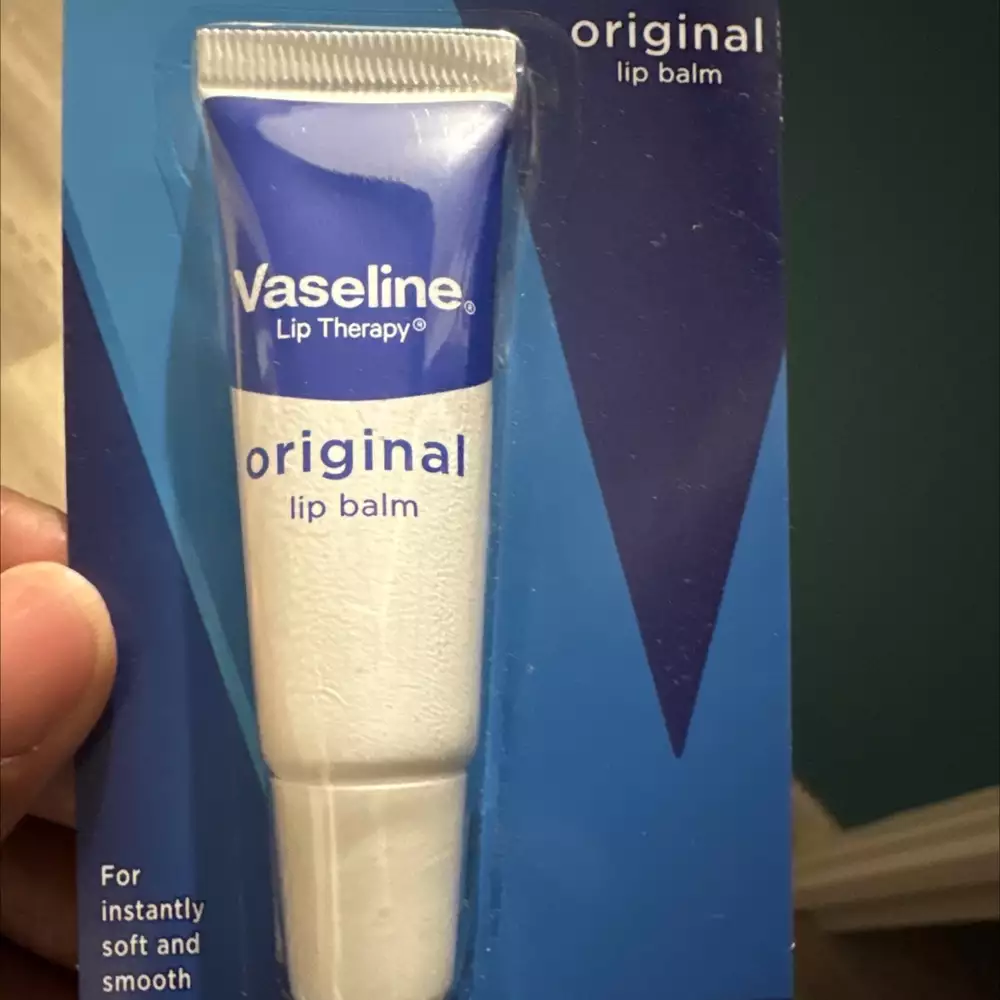 original
lip balm
Vaseline®
Lip Therapy®
original
lip balm
For
instantly
soft and
smooth